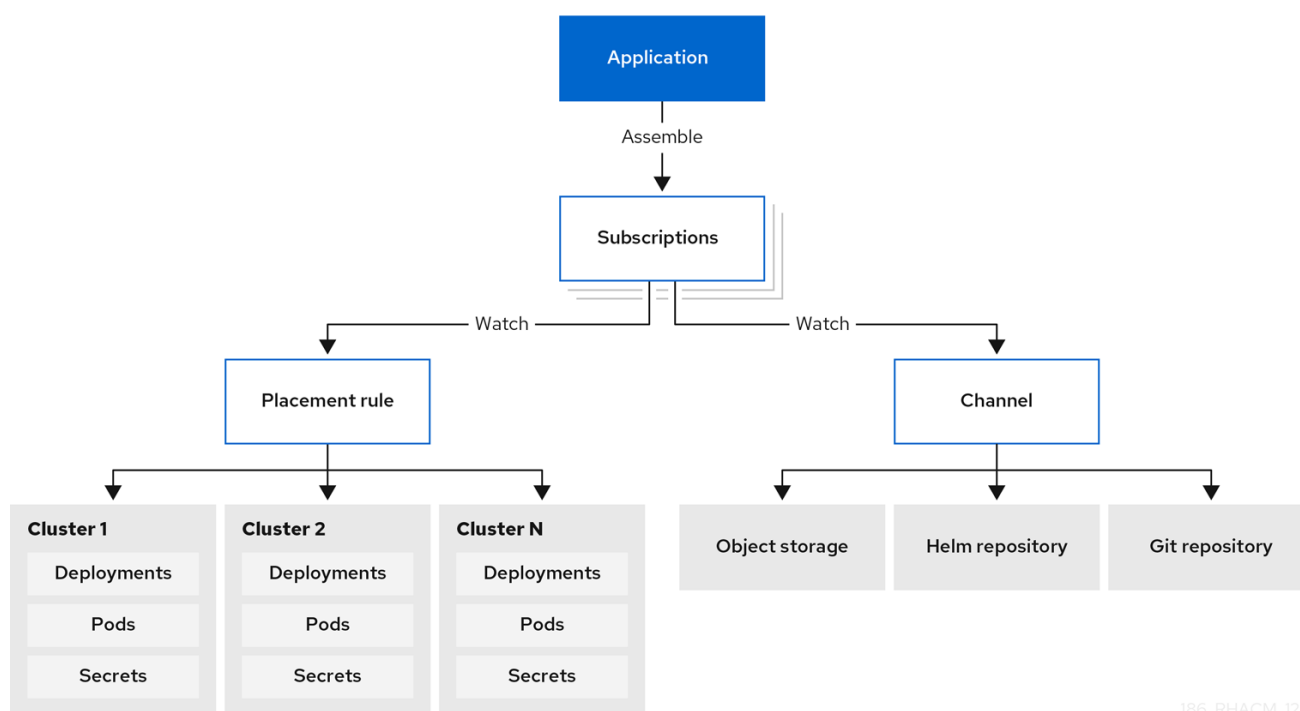 Application
Assemble
Subscriptions
Watch
Watch
Placement rule
Channel
Cluster 1
Deployments
Pods
Secrets
Cluster 2
Deployments
Pods
Secrets
Cluster N
Deployments
Pods
Secrets
Object storage
Helm repository
Git repository
186_RHACM_12